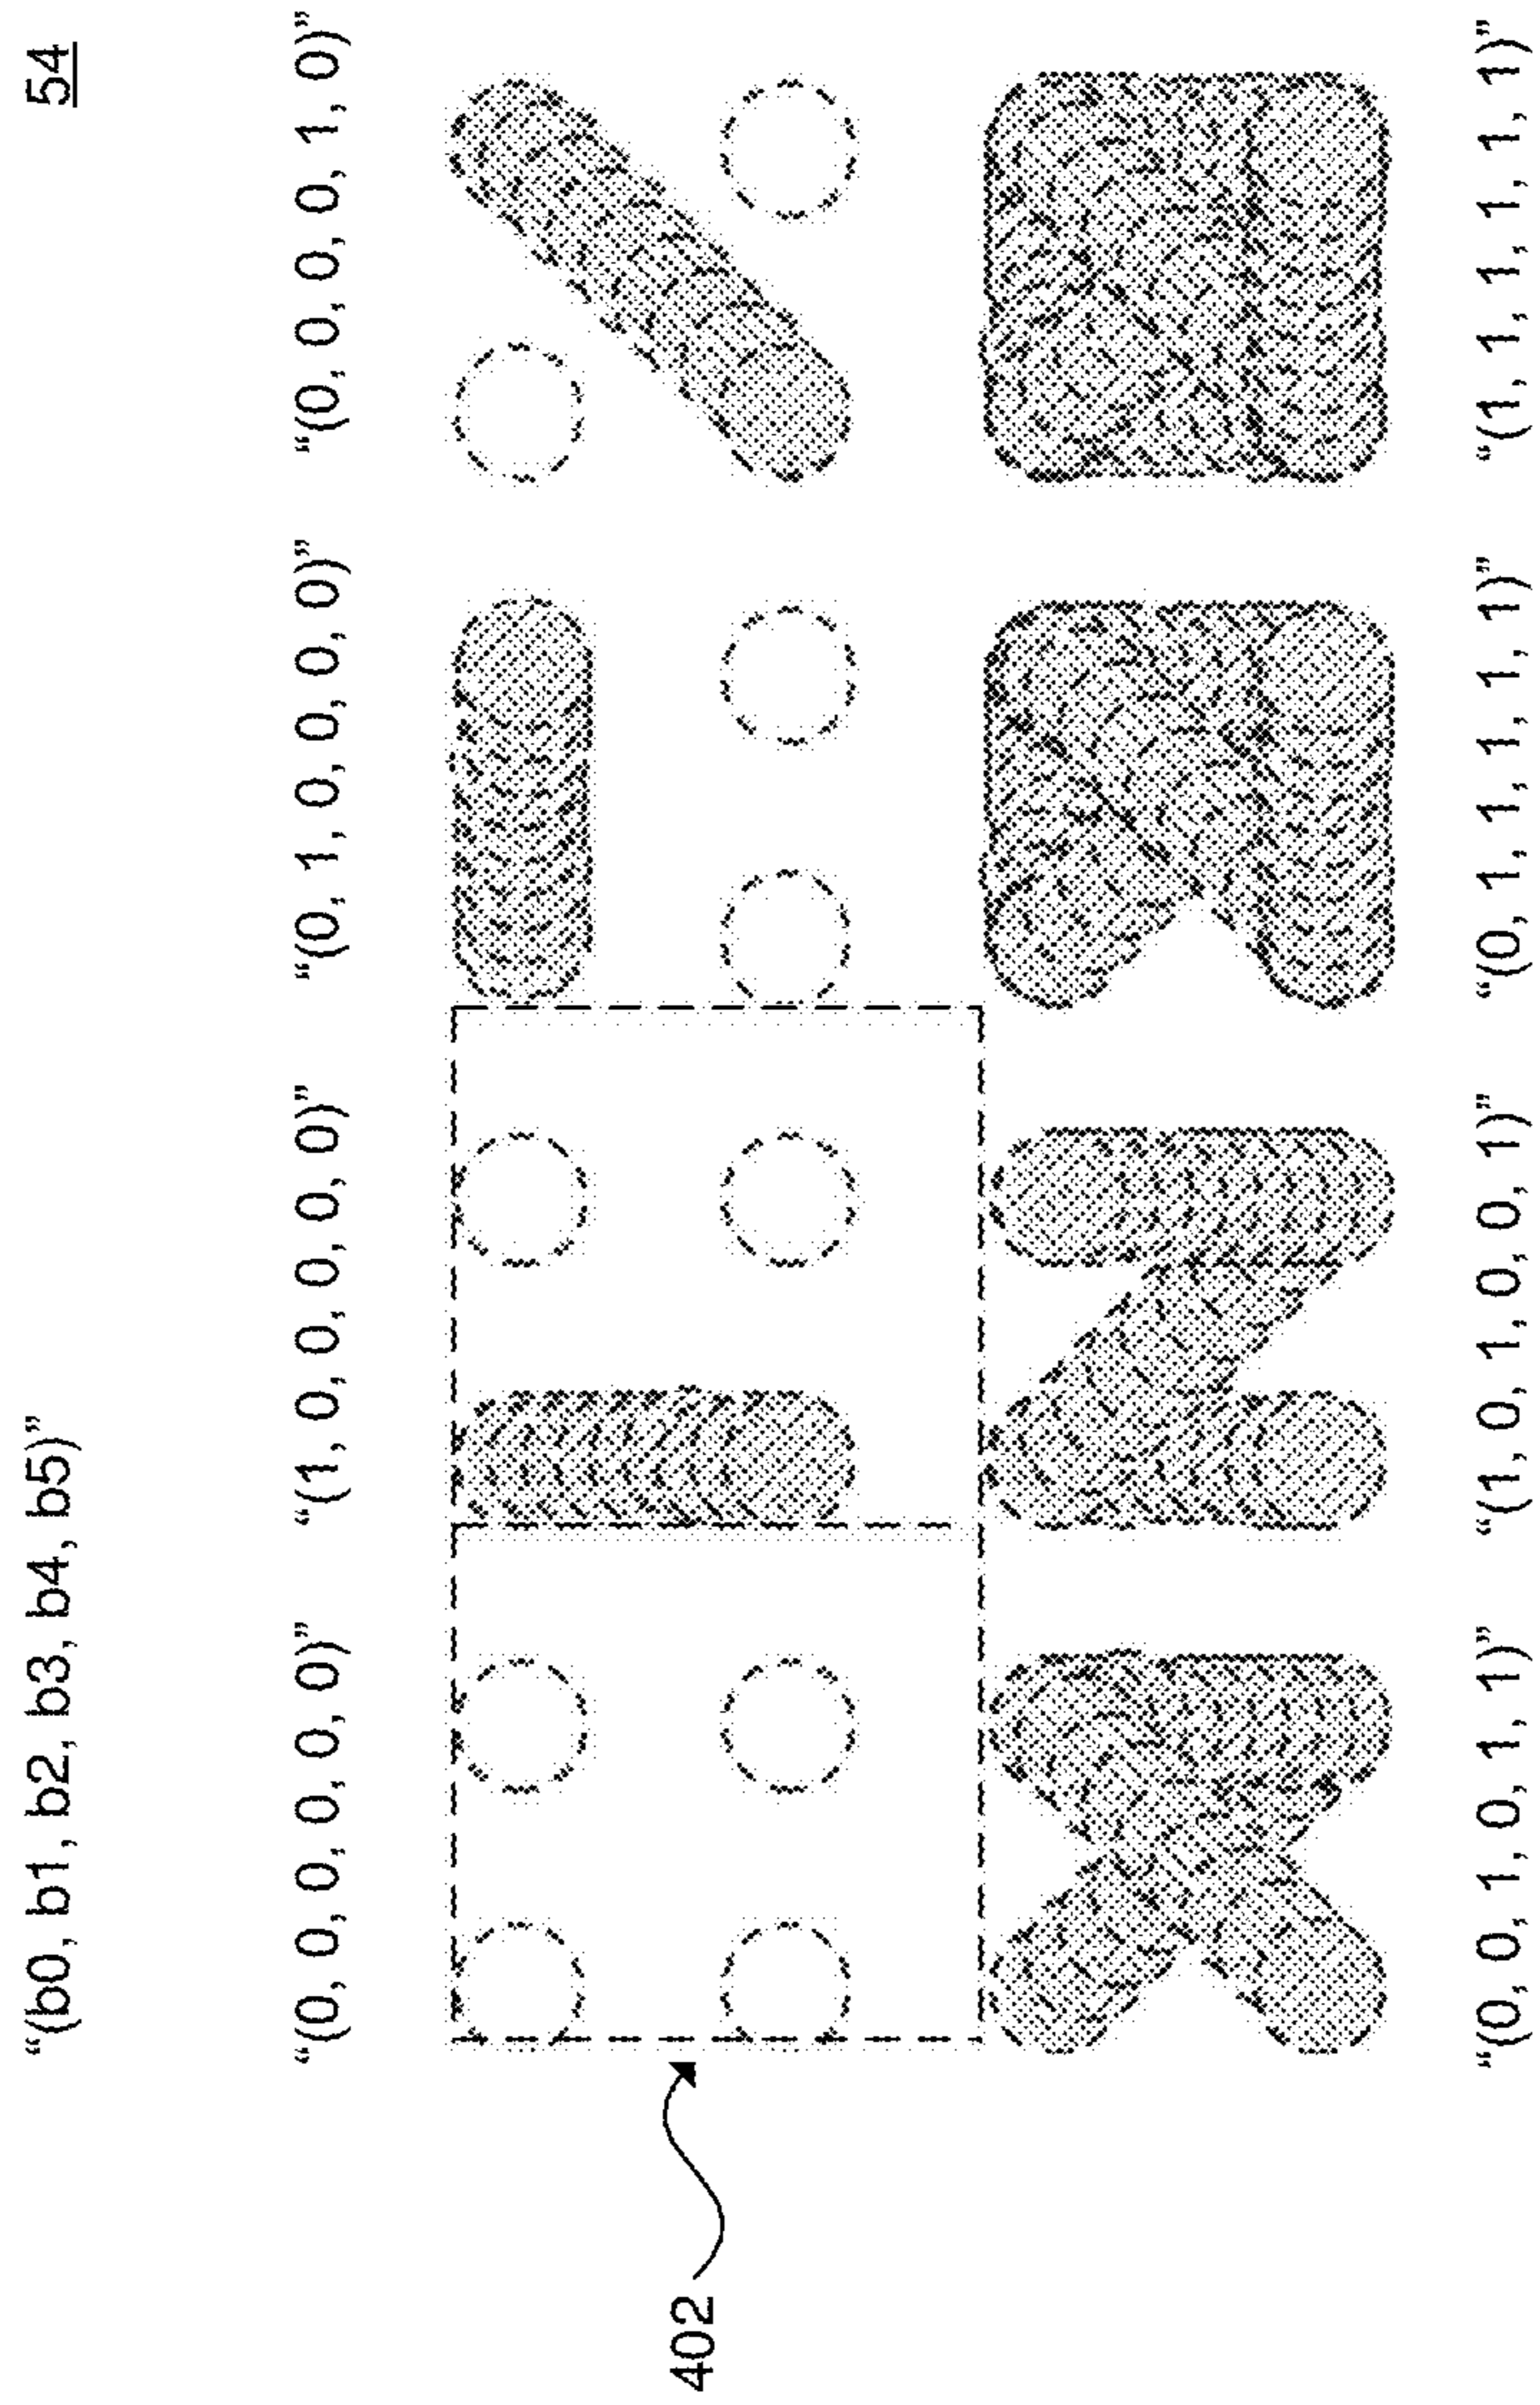 54
“(b0, b1, b2, b3, b4, b5)”
“(0, 0, 0, 0, 0, 0)” “(1, 0, 0, 0, 0, 0)” “(0, 1, 0, 0, 0, 0)” “(0, 0, 0, 0, 1, 0)”
402
“(0, 0, 1, 0, 1, 1)” “(1, 0, 1, 0, 0, 1)” “(0, 1, 1, 1, 1, 1)” “(1, 1, 1, 1, 1, 1)”